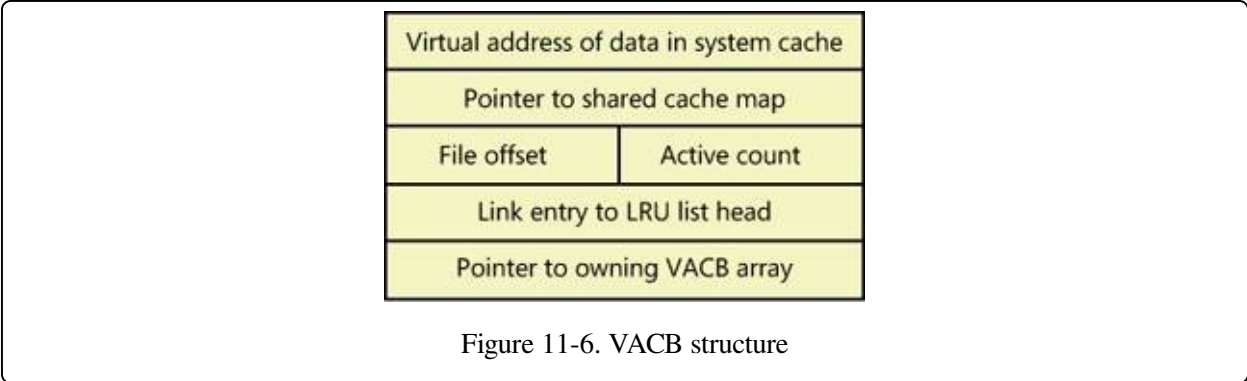 Virtual address of data in system cache
Pointer to shared cache map
File offset
Active count
Link entry to LRU list head
Pointer to owning VACB array
Figure 11-6. VACB structure